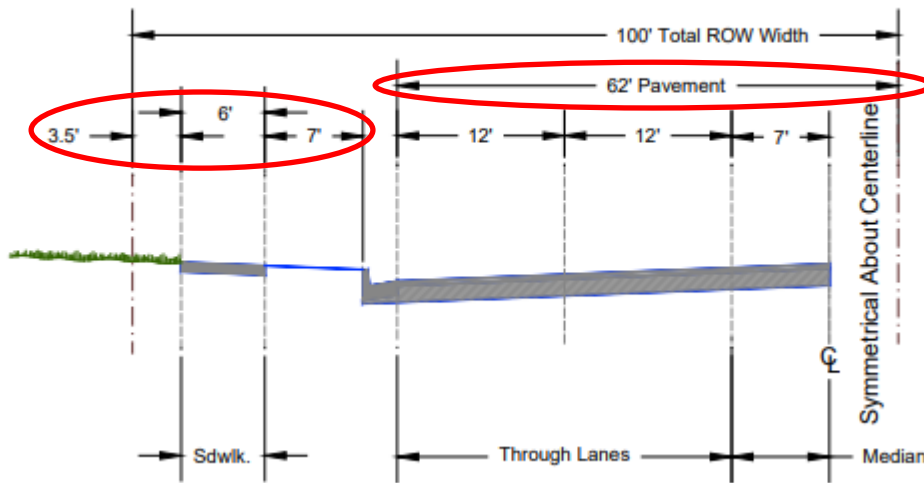 100' Total ROW Width
62' Pavement
6'
3.5'
7'
12'
12'
7'
Symmetrical About Centerline
℄
Sdwlk.
Through Lanes
Median